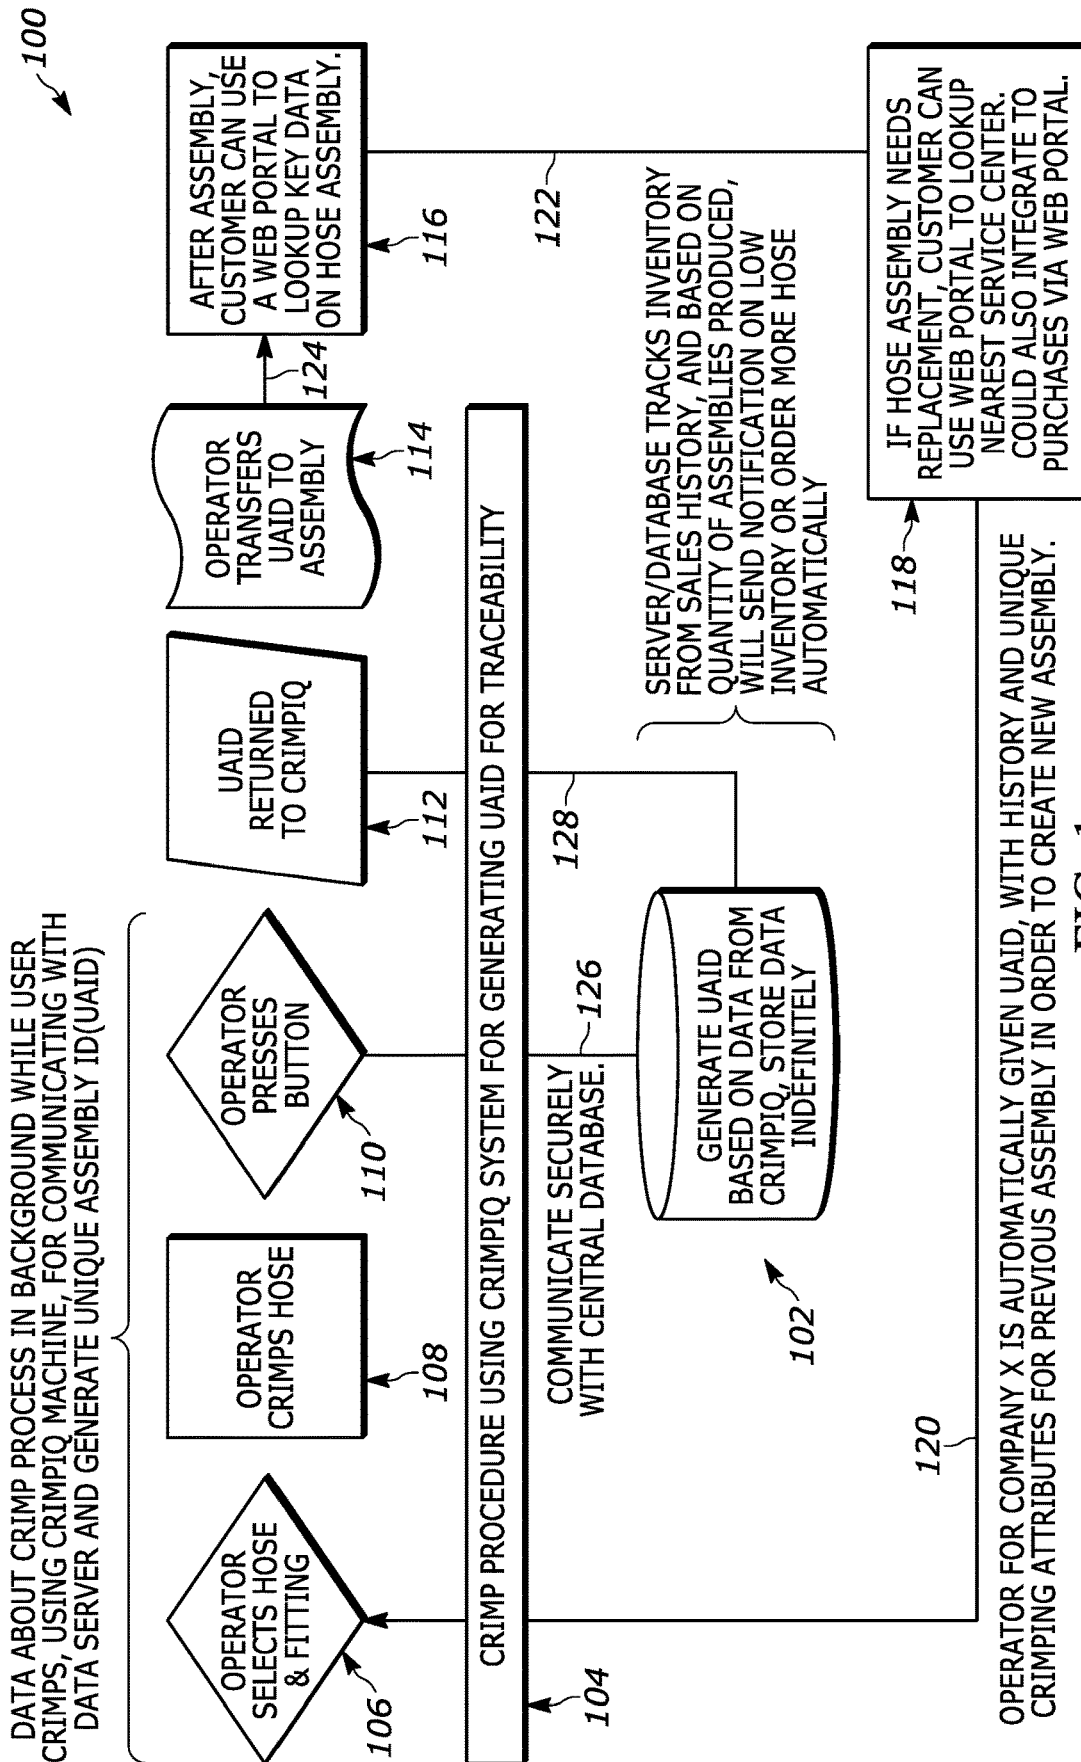 100
DATA ABOUT CRIMP PROCESS IN BACKGROUND WHILE USER
CRIMPS, USING CRIMPIQ MACHINE, FOR COMMUNICATING WITH
DATA SERVER AND GENERATE UNIQUE ASSEMBLY ID(UAID)
OPERATOR
SELECTS HOSE
& FITTING
106
OPERATOR
CRIMPS HOSE
108
OPERATOR
PRESSES
BUTTON
110
UAID
RETURNED
TO CRIMPIQ
112
OPERATOR
TRANSFERS
UAID TO
ASSEMBLY
114
124
AFTER ASSEMBLY,
CUSTOMER CAN USE
A WEB PORTAL TO
LOOKUP KEY DATA
ON HOSE ASSEMBLY.
116
CRIMP PROCEDURE USING CRIMPIQ SYSTEM FOR GENERATING UAID FOR TRACEABILITY
104
COMMUNICATE SECURELY
WITH CENTRAL DATABASE.
126
128
SERVER/DATABASE TRACKS INVENTORY
FROM SALES HISTORY, AND BASED ON
QUANTITY OF ASSEMBLIES PRODUCED,
WILL SEND NOTIFICATION ON LOW
INVENTORY OR ORDER MORE HOSE
AUTOMATICALLY
122
GENERATE UAID
BASED ON DATA FROM
CRIMPIQ, STORE DATA
INDEFINITELY
102
IF HOSE ASSEMBLY NEEDS
REPLACEMENT, CUSTOMER CAN
USE WEB PORTAL TO LOOKUP
NEAREST SERVICE CENTER.
COULD ALSO INTEGRATE TO
PURCHASES VIA WEB PORTAL.
118
120
OPERATOR FOR COMPANY X IS AUTOMATICALLY GIVEN UAID, WITH HISTORY AND UNIQUE
CRIMPING ATTRIBUTES FOR PREVIOUS ASSEMBLY IN ORDER TO CREATE NEW ASSEMBLY.